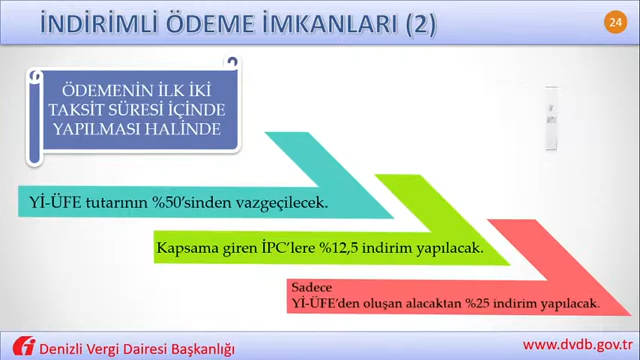 İNDİRİMLİ ÖDEME İMKANLARI (2)
24
ÖDEMENİN İLK İKİ
TAKSİT SÜRESİ İÇİNDE
YAPILMASI HALİNDE
Yİ-ÜFE tutarının %50'sinden vazgeçilecek.
Kapsama giren İPC'lere %12,5 indirim yapılacak.
Sadece
Yİ-ÜFE'den oluşan alacaktan %25 indirim yapılacak.
Denizli Vergi Dairesi Başkanlığı
www.dvdb.gov.tr